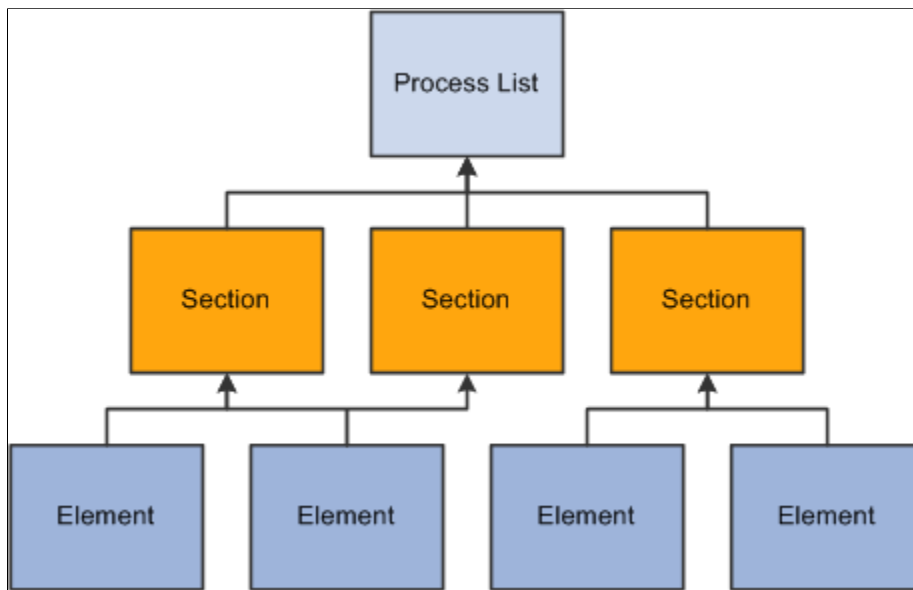 Process List
Section
Section
Section
Element
Element
Element
Element